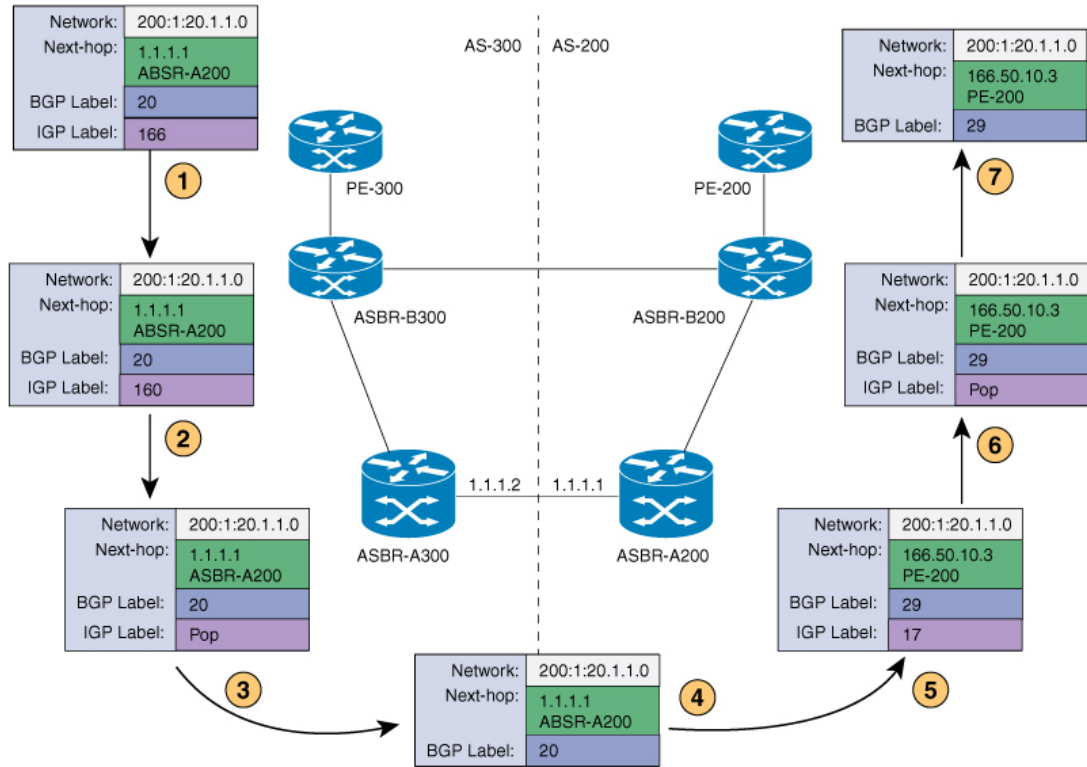 Network: 200:1:20.1.1.0
Next-hop: 1.1.1.1
ABSR-A200
BGP Label: 20
IGP Label: 166
1
Network: 200:1:20.1.1.0
Next-hop: 1.1.1.1
ABSR-A200
BGP Label: 20
IGP Label: 160
2
Network: 200:1:20.1.1.0
Next-hop: 1.1.1.1
ASBR-A200
BGP Label: 20
IGP Label: Pop
3
AS-300 AS-200
PE-300
PE-200
ASBR-B300
ASBR-B200
1.1.1.2 1.1.1.1
ASBR-A300
ASBR-A200
Network: 200:1:20.1.1.0
Next-hop: 1.1.1.1
ABSR-A200
BGP Label: 20
4
Network: 200:1:20.1.1.0
Next-hop: 166.50.10.3
PE-200
BGP Label: 29
IGP Label: 17
5
Network: 200:1:20.1.1.0
Next-hop: 166.50.10.3
PE-200
BGP Label: 29
IGP Label: Pop
6
Network: 200:1:20.1.1.0
Next-hop: 166.50.10.3
PE-200
BGP Label: 29
7